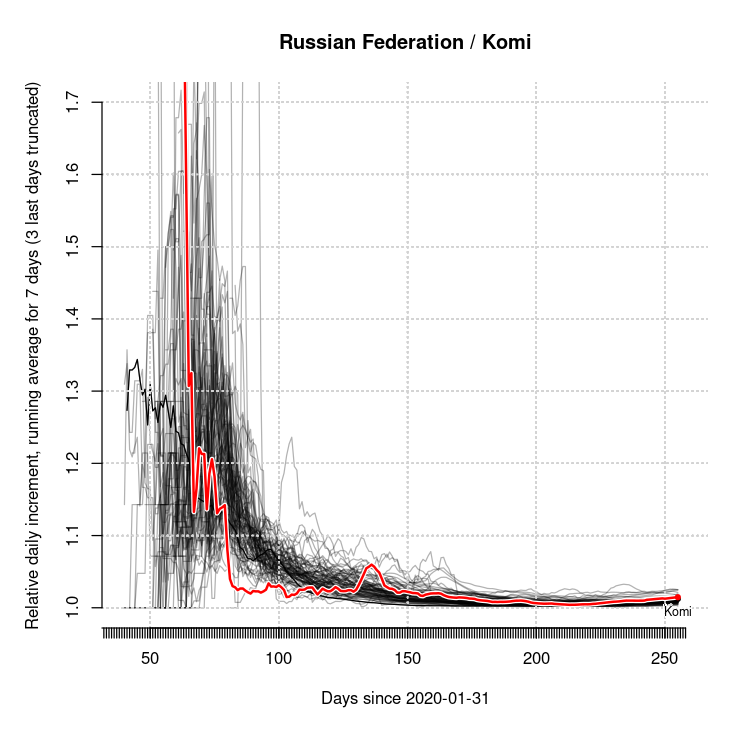 Russian Federation / Komi
Relative daily increment, running average for 7 days (3 last days truncated)
1.7
1.6
1.5
1.4
1.3
1.2
1.1
1.0
Komi
50 100 150 200 250
Days since 2020-01-31